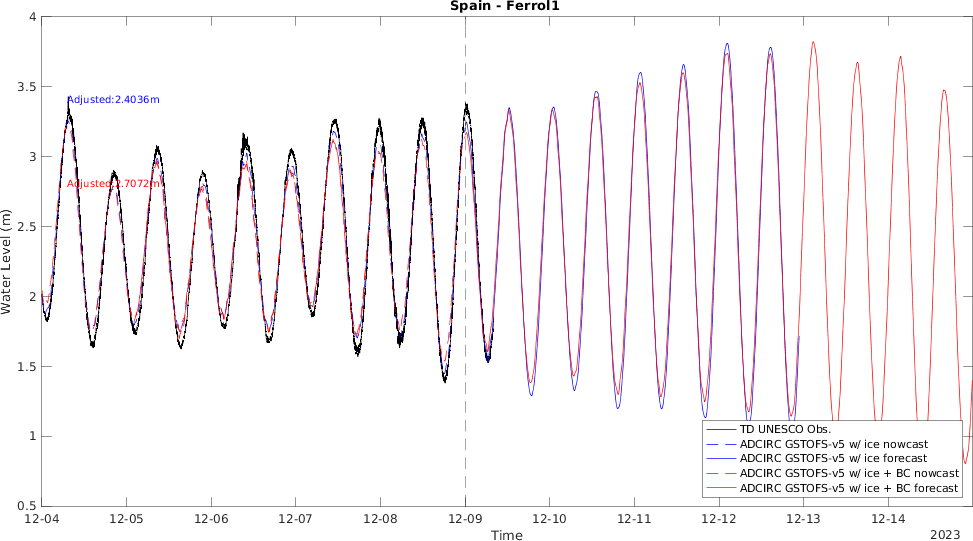 Spain - Ferrol1
4
3.5
3
2.5
2
1.5
1
0.5
Water Level (m)
Adjusted:2.4036m
Adjusted:2.7072m
TD UNESCO Obs.
ADCIRC GSTOFS-v5 w/ ice nowcast
ADCIRC GSTOFS-v5 w/ ice forecast
ADCIRC GSTOFS-v5 w/ ice + BC nowcast
ADCIRC GSTOFS-v5 w/ ice + BC forecast
12-04 12-05 12-06 12-07 12-08 12-09 12-10 12-11 12-12 12-13 12-14
Time
2023